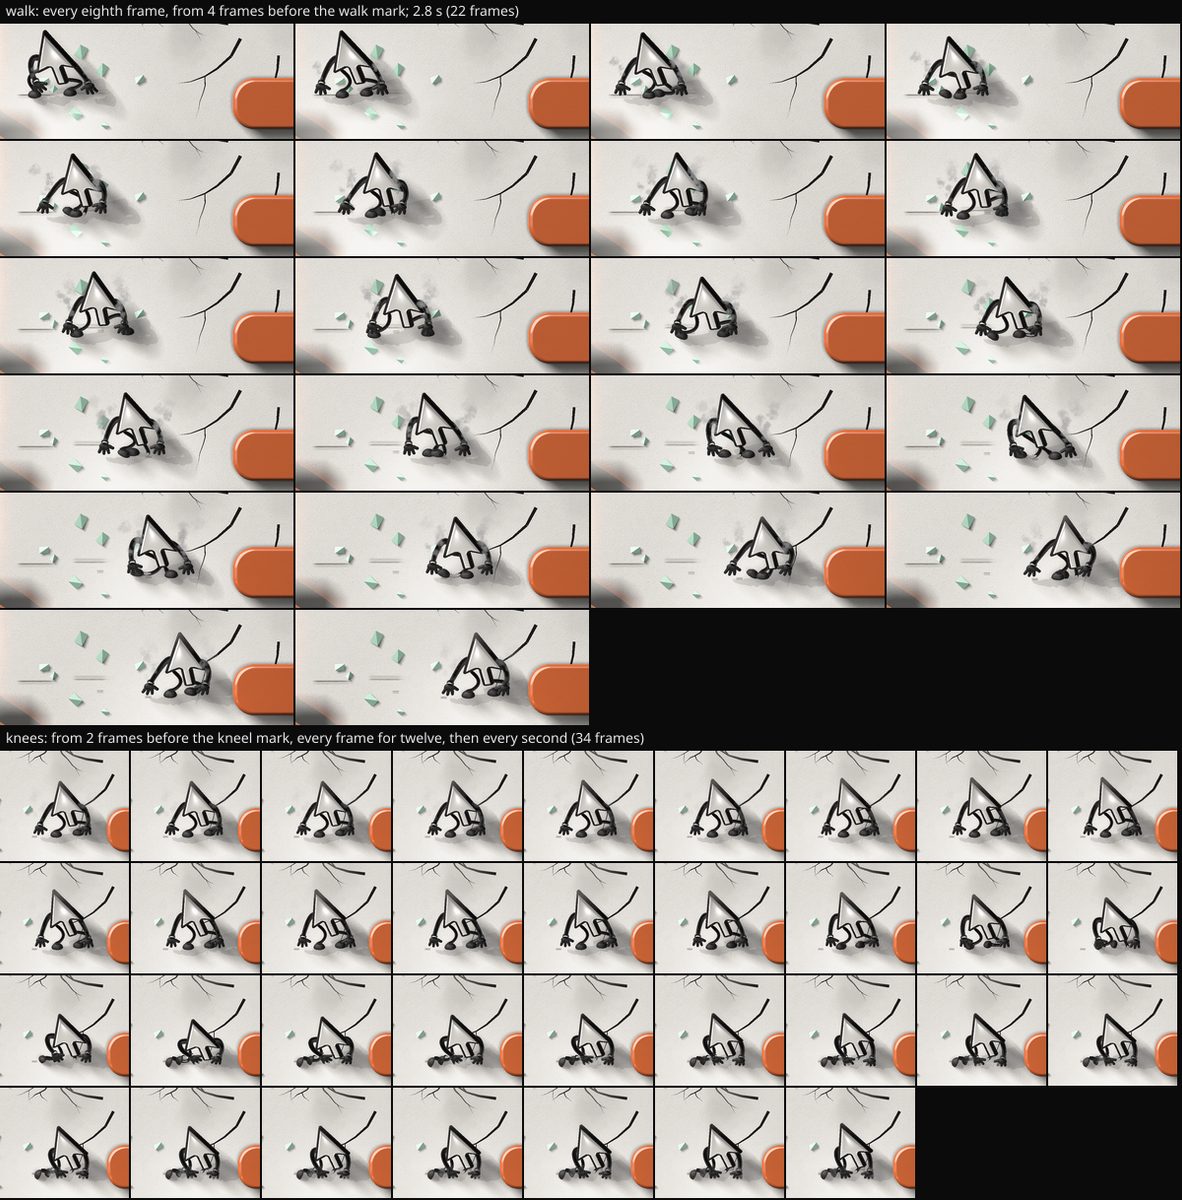 walk: every eighth frame, from 4 frames before the walk mark; 2.8 s (22 frames)
knees: from 2 frames before the kneel mark, every frame for twelve, then every second (34 frames)